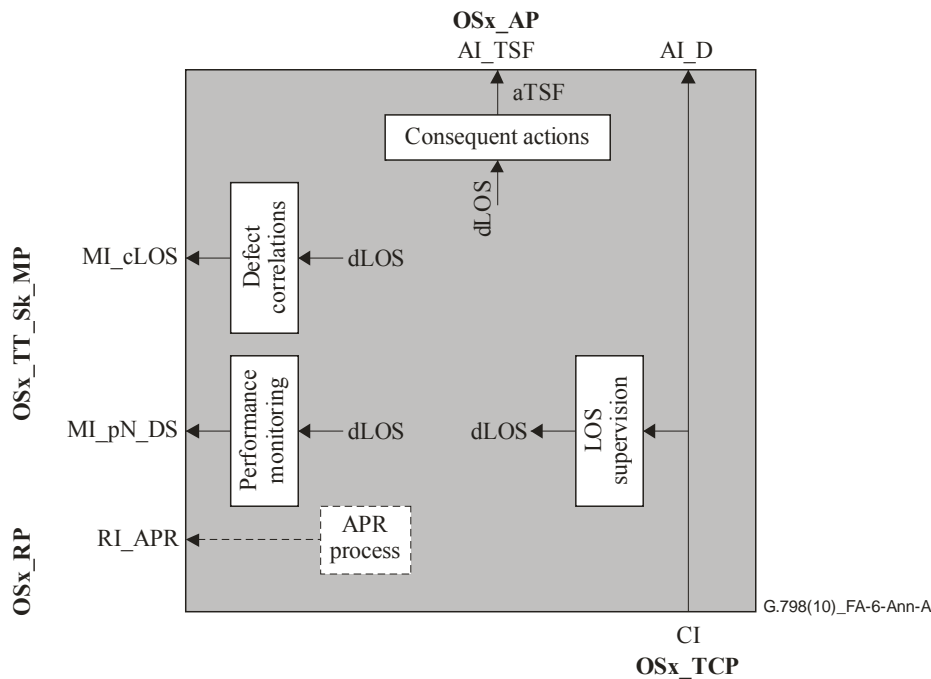 OSx_AP
AI_TSF
AI_D
aTSF
Consequent actions
dLOS
OSx_TT_Sk_MP
MI_cLOS
Defect
correlations
dLOS
MI_pN_DS
Performance
monitoring
dLOS
dLOS
LOS
supervision
OSx_RP
RI_APR
APR
process
G.798(10)_FA-6-Ann-A
CI
OSx_TCP